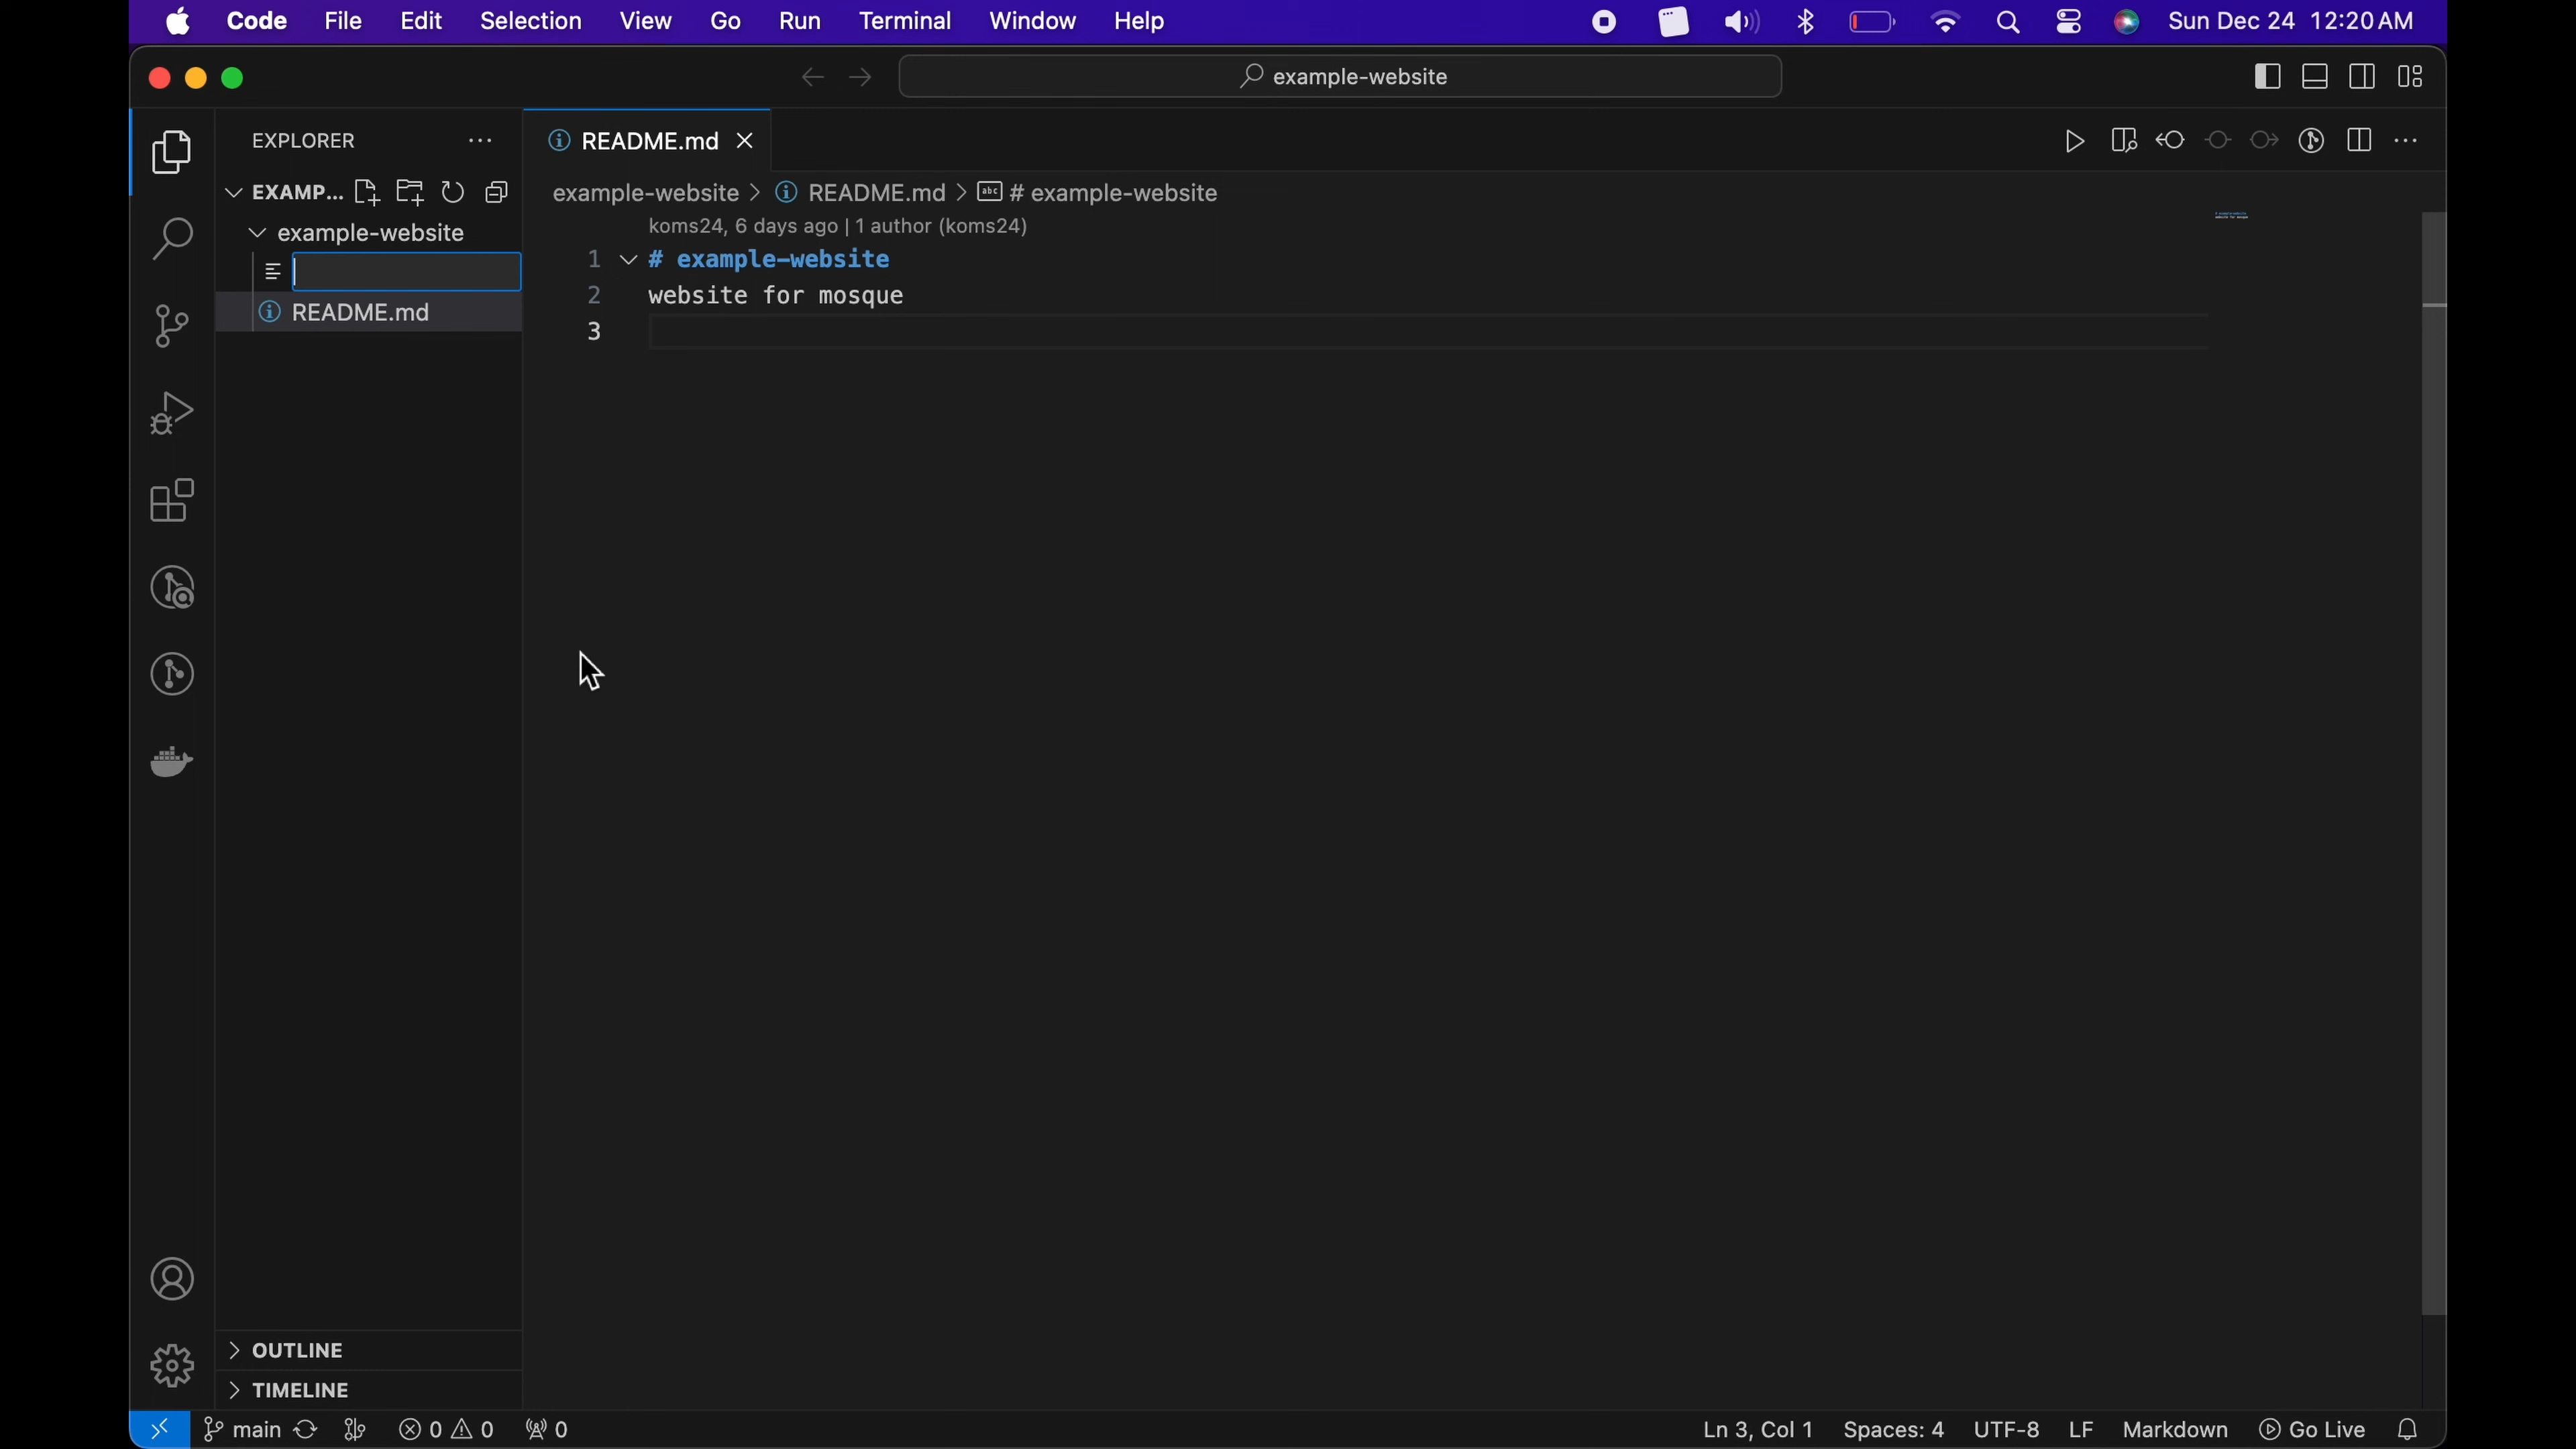 Code File Edit Selection View Go Run Terminal Window Help Sun Dec 24 12:20 AM
example-website
EXPLORER
README.md
EXAMP...
example-website > README.md > # example-website
koms24, 6 days ago | 1 author (koms24)
example-website
README.md
1 # example-website
2 website for mosque
3
OUTLINE
TIMELINE
main 0 0 0 Ln 3, Col 1 Spaces: 4 UTF-8 LF Markdown Go Live